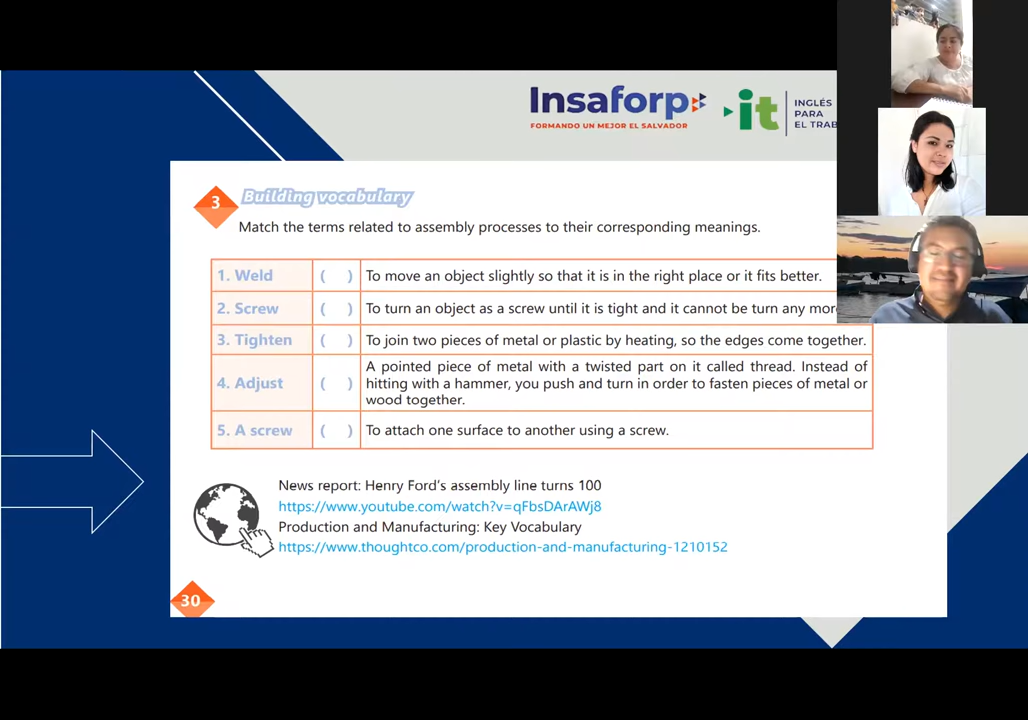 Insaforp
FORMANDO UN MEJOR EL SALVADOR
it
INGLÉS
PARA
EL TRAB
3
Building vocabulary
Match the terms related to assembly processes to their corresponding meanings.
1. Weld ( ) To move an object slightly so that it is in the right place or it fits better.
2. Screw ( ) To turn an object as a screw until it is tight and it cannot be turn any mor
3. Tighten ( ) To join two pieces of metal or plastic by heating, so the edges come together.
4. Adjust ( ) A pointed piece of metal with a twisted part on it called thread. Instead of
hitting with a hammer, you push and turn in order to fasten pieces of metal or
wood together.
5. A screw ( ) To attach one surface to another using a screw.
News report: Henry Ford's assembly line turns 100
https://www.youtube.com/watch?v=qFbsDArAWj8
Production and Manufacturing: Key Vocabulary
https://www.thoughtco.com/production-and-manufacturing-1210152
30